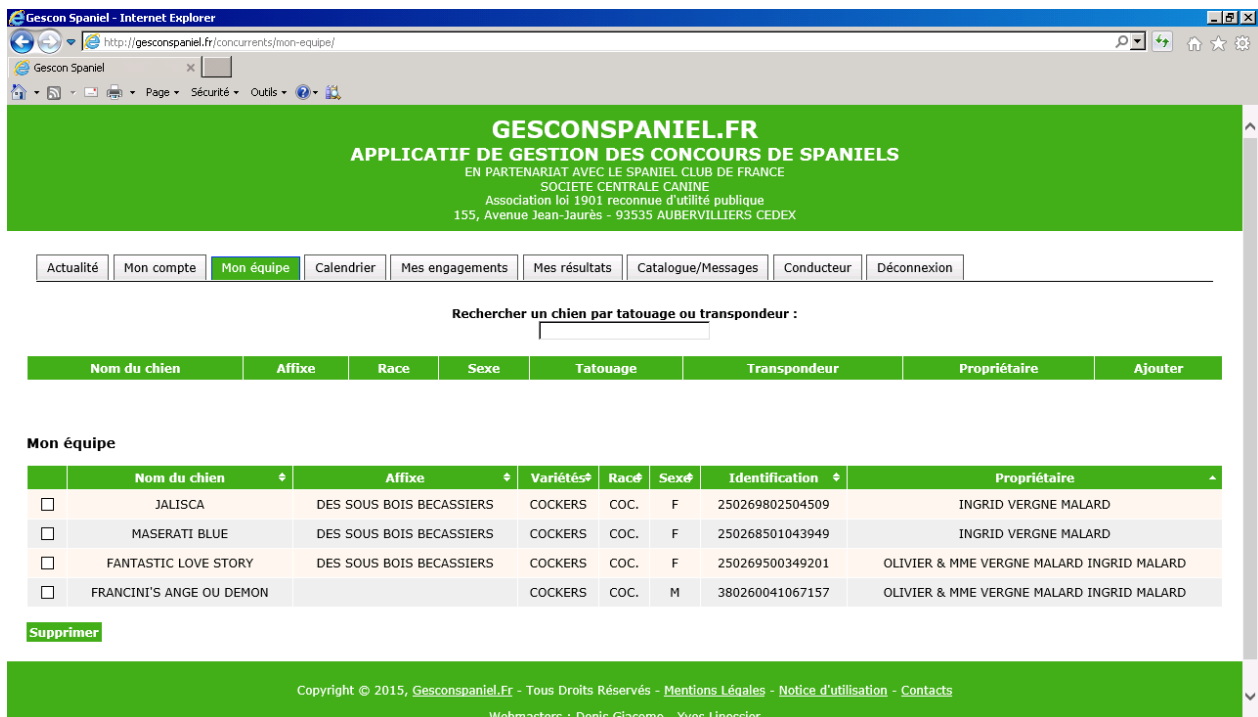 Gescon Spaniel - Internet Explorer
http://gesconspaniel.fr/concurrents/mon-equipe/
Gescon Spaniel
Page Sécurité Outils
GESCONSPANIEL.FR
APPLICATIF DE GESTION DES CONCOURS DE SPANIELS
EN PARTENARIAT AVEC LE SPANIEL CLUB DE FRANCE
SOCIETE CENTRALE CANINE
Association loi 1901 reconnue d'utilité publique
155, Avenue Jean-Jaurès - 93535 AUBERVILLIERS CEDEX
Actualité Mon compte Mon équipe Calendrier Mes engagements Mes résultats Catalogue/Messages Conducteur Déconnexion
Rechercher un chien par tatouage ou transpondeur :
Nom du chien Affixe Race Sexe Tatouage Transpondeur Propriétaire Ajouter
Mon équipe
Nom du chien Affixe Variétés Race Sexe Identification Propriétaire
JALISCA DES SOUS BOIS BECASSIERS COCKERS COC. F 250269802504509 INGRID VERGNE MALARD
MASERATI BLUE DES SOUS BOIS BECASSIERS COCKERS COC. F 250268501043949 INGRID VERGNE MALARD
FANTASTIC LOVE STORY DES SOUS BOIS BECASSIERS COCKERS COC. F 250269500349201 OLIVIER & MME VERGNE MALARD INGRID MALARD
FRANCINI'S ANGE OU DEMON COCKERS COC. M 380260041067157 OLIVIER & MME VERGNE MALARD INGRID MALARD
Supprimer
Copyright © 2015, Gesconspaniel.Fr - Tous Droits Réservés - Mentions Légales - Notice d'utilisation - Contacts
Webmasters : Denis Giacomo - Yves Linossier